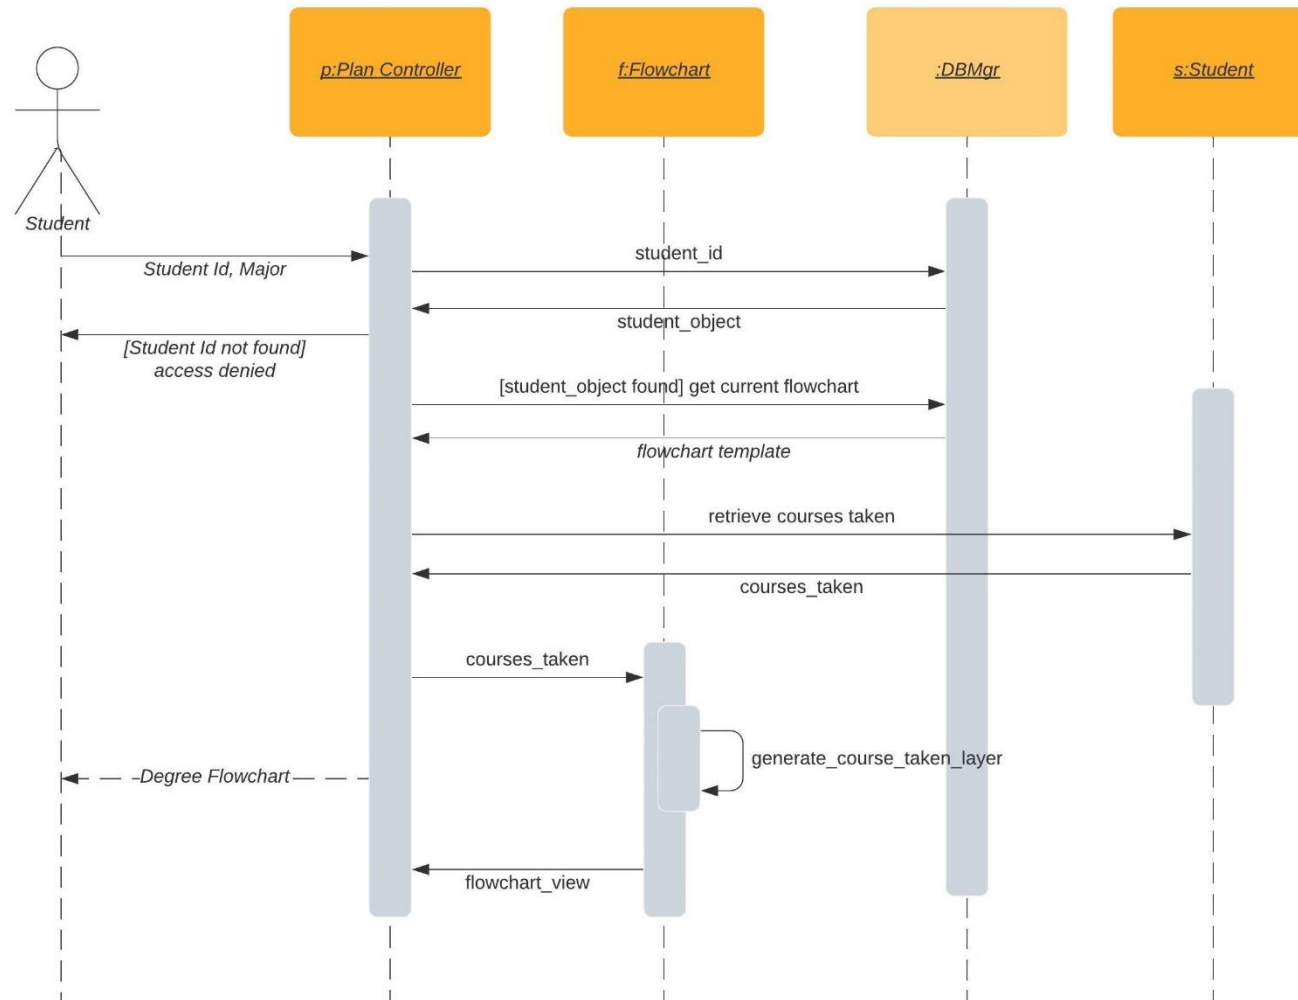 p:Plan Controller
f:Flowchart
:DBMgr
s:Student
Student
Student Id, Major
student_id
student_object
[Student Id not found]
access denied
[student_object found] get current flowchart
flowchart template
retrieve courses taken
courses_taken
courses_taken
generate_course_taken_layer
Degree Flowchart
flowchart_view